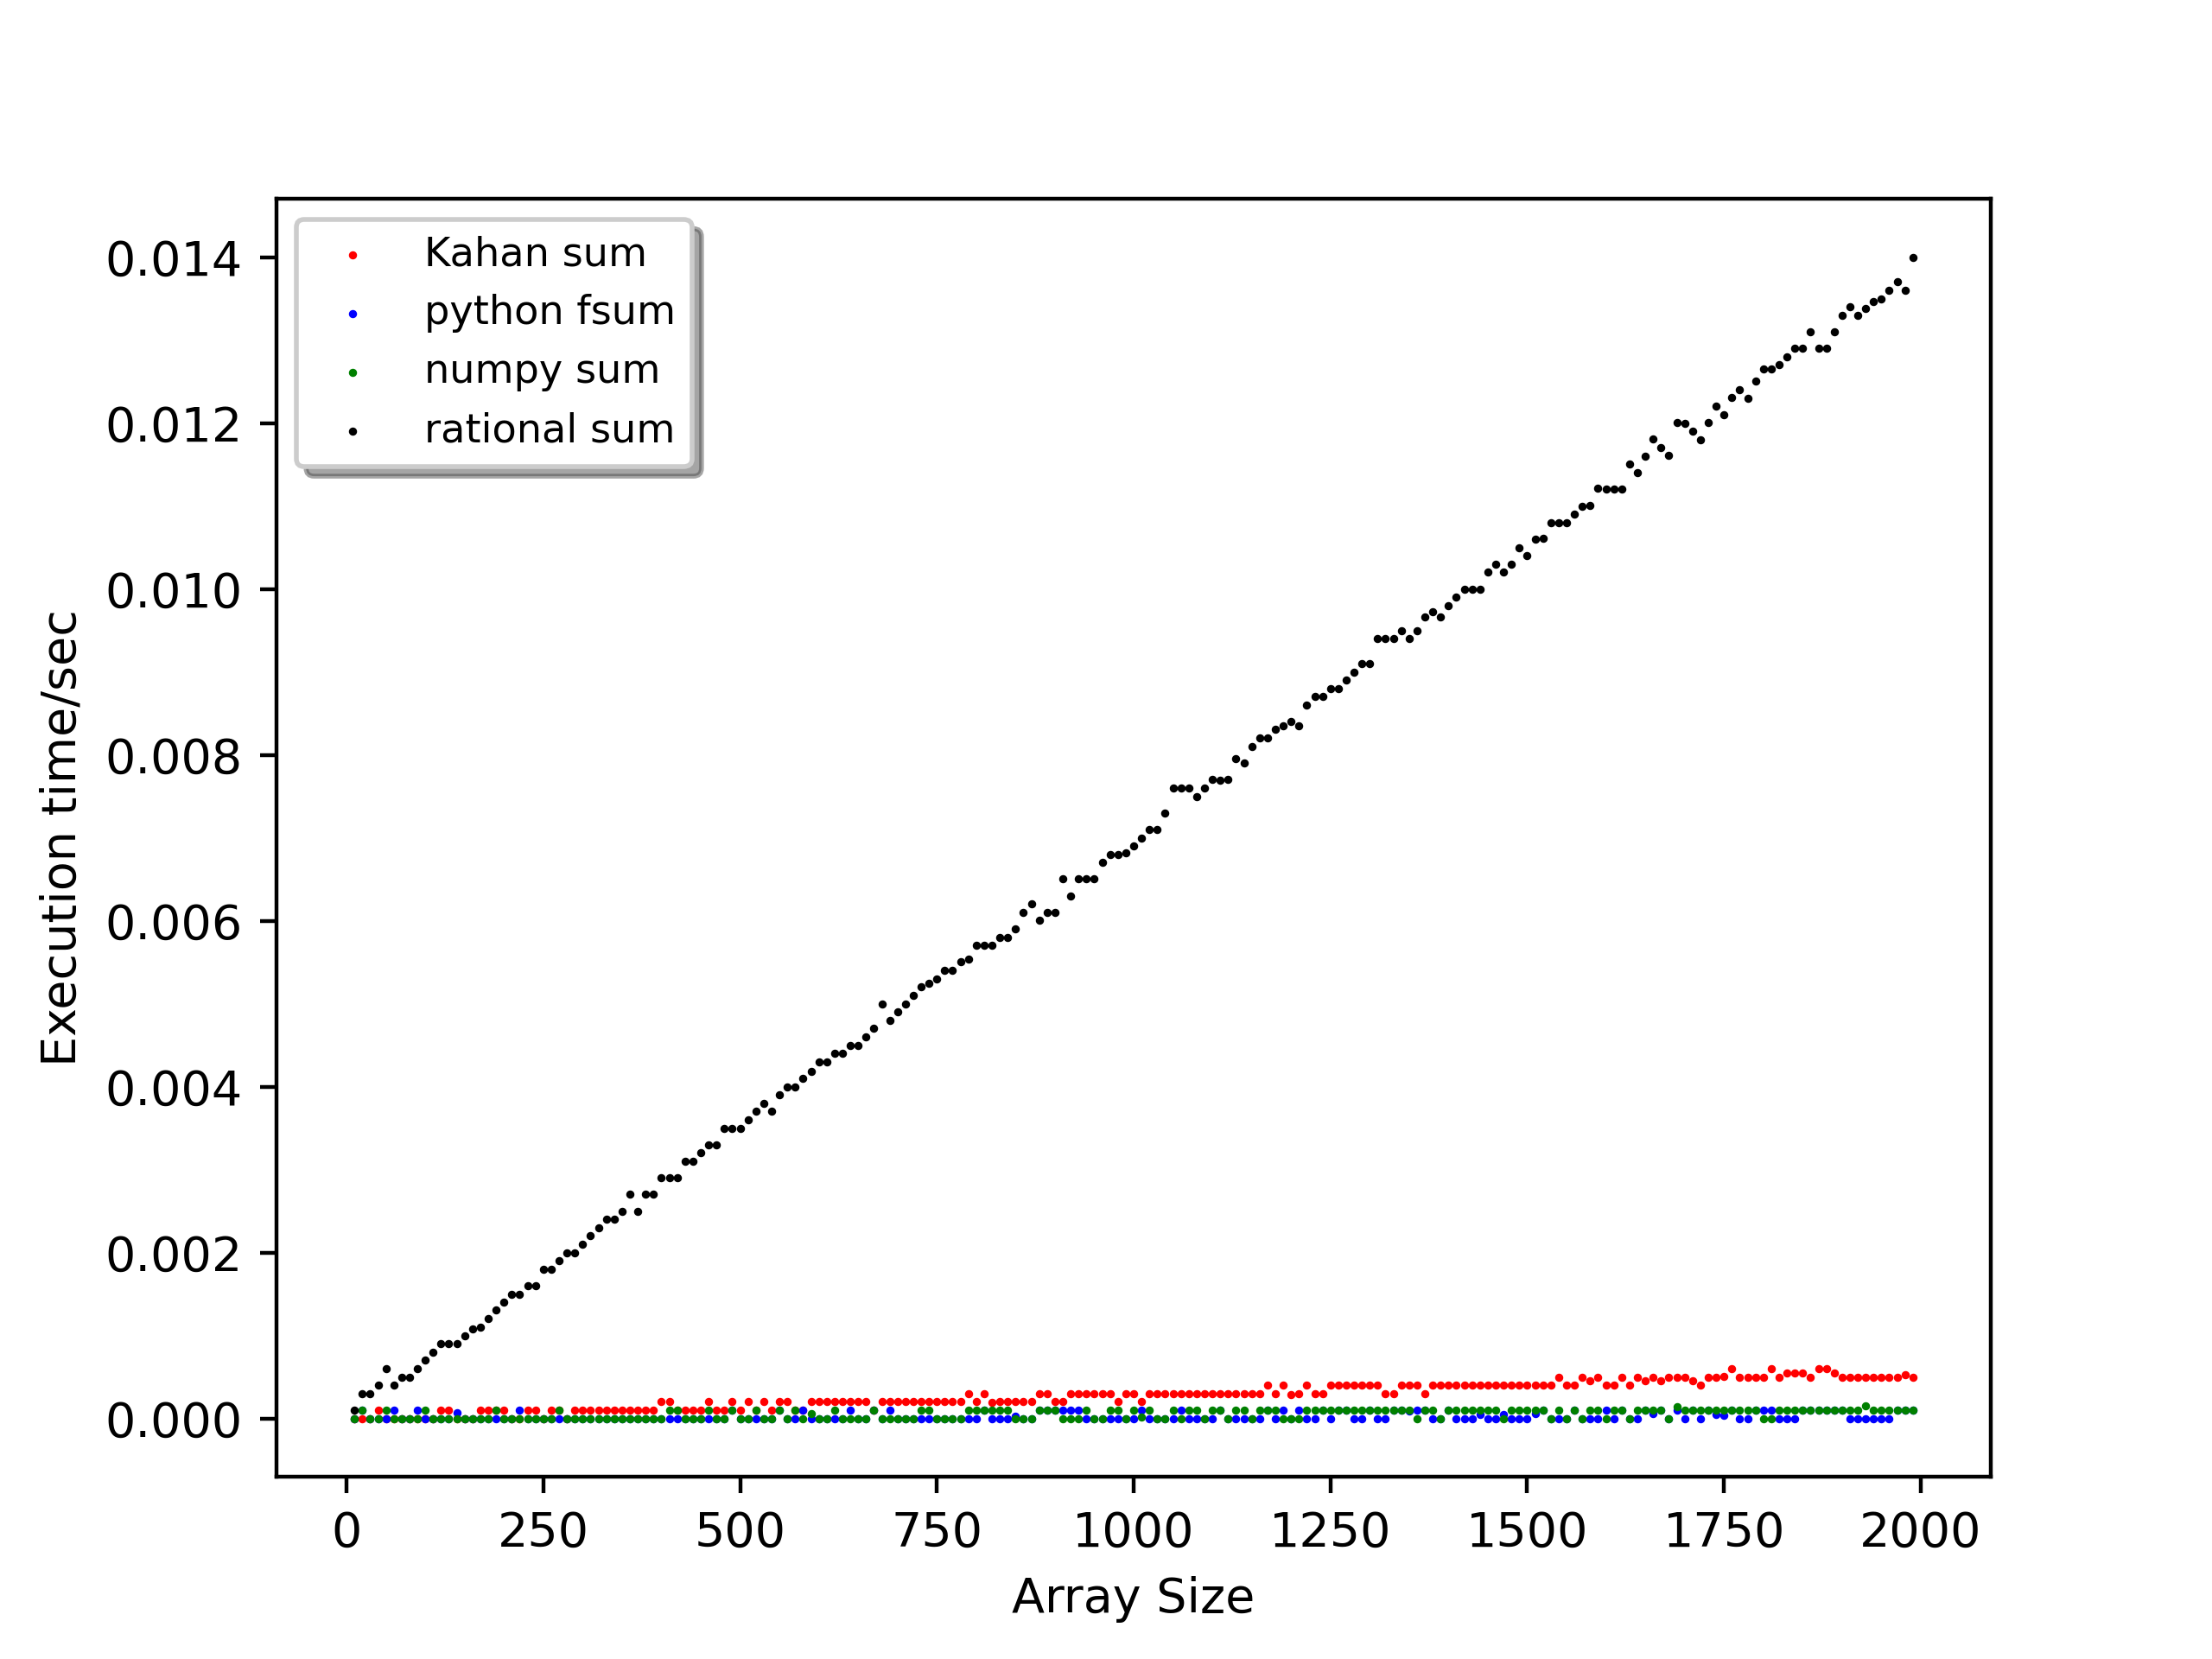 Kahan sum
python fsum
numpy sum
rational sum
0.014
0.012
0.010
0.008
0.006
0.004
0.002
0.000
Execution time/sec
0 250 500 750 1000 1250 1500 1750 2000
Array Size